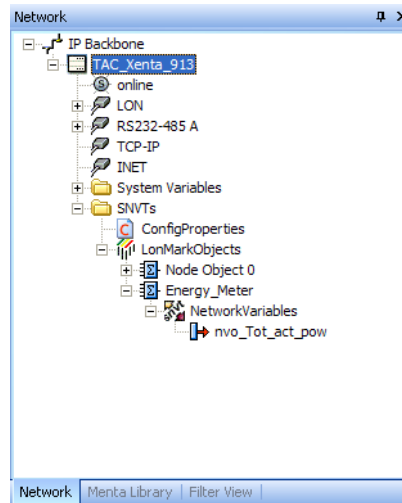 Network
IP Backbone
TAC_Xenta_913
online
LON
RS232-485 A
TCP-IP
INET
System Variables
SNVTs
ConfigProperties
LonMarkObjects
Node Object 0
Energy_Meter
NetworkVariables
nvo_Tot_act_pow
Network Menta Library Filter View